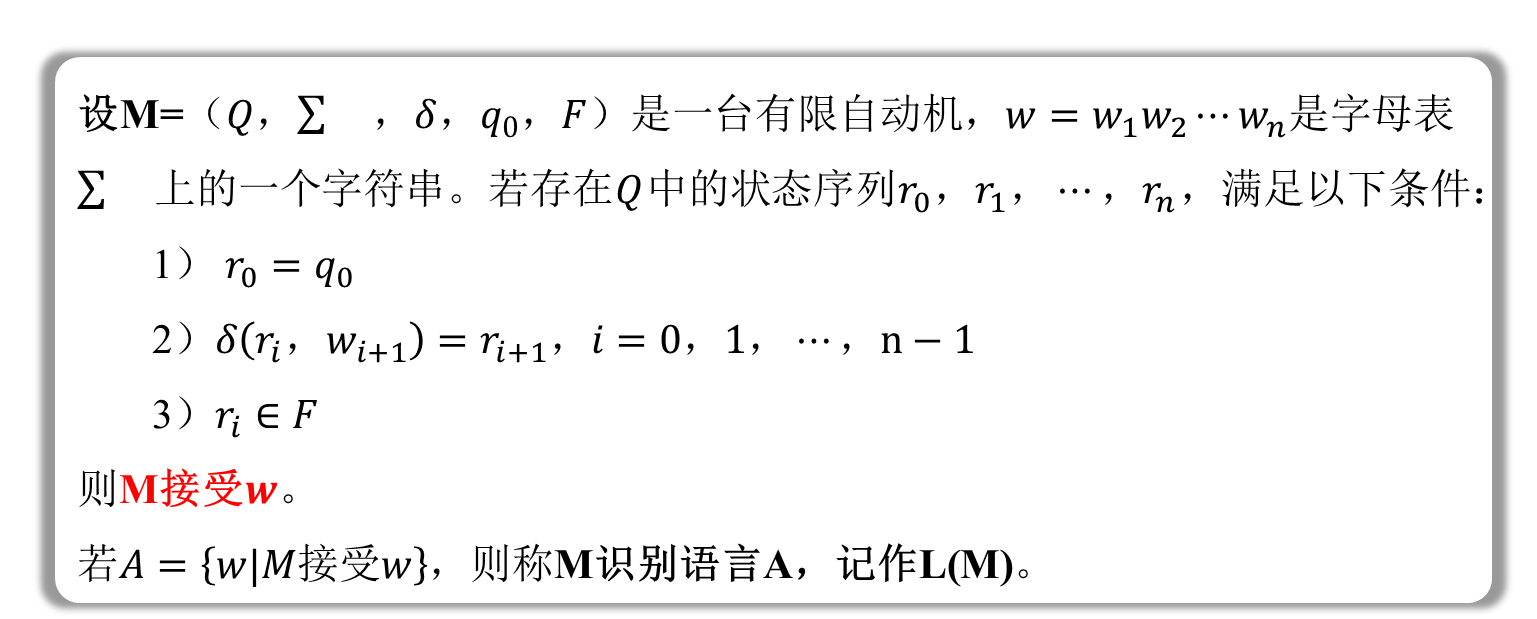 设M=（Q，∑ ，δ，q₀，F）是一台有限自动机，w = w₁w₂⋯wₙ是字母表
∑ 上的一个字符串。若存在Q中的状态序列r₀，r₁，⋯，rₙ，满足以下条件：
1） r₀ = q₀
2）δ(rᵢ，wᵢ₊₁) = rᵢ₊₁，i = 0，1，⋯，n − 1
3）rᵢ ∈ F
则M接受w。
若A = {w|M接受w}，则称M识别语言A，记作L(M)。